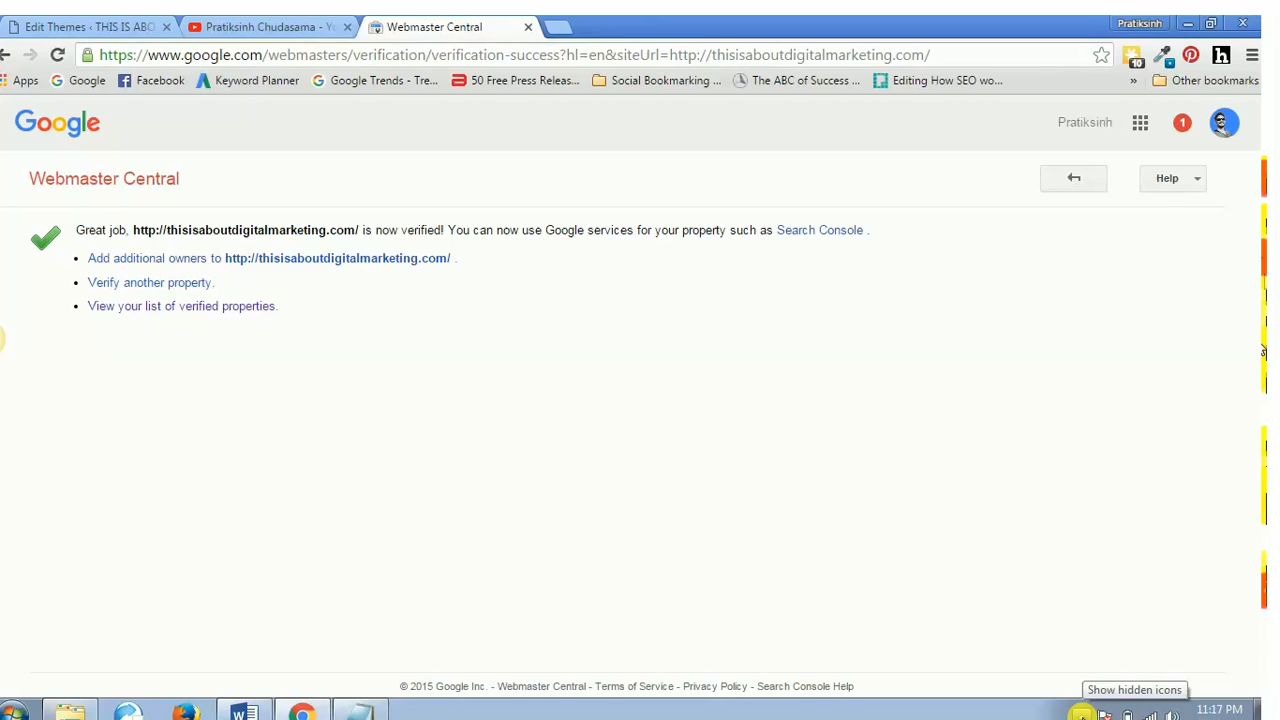 Edit Themes ‹ THIS IS ABO
Pratiksinh Chudasama - Yo
Webmaster Central
Pratiksinh
https://www.google.com/webmasters/verification/verification-success?hl=en&siteUrl=http://thisisaboutdigitalmarketing.com/
10
Apps
Google
Facebook
Keyword Planner
Google Trends - Tre...
50 Free Press Releas...
Social Bookmarking ...
The ABC of Success ...
Editing How SEO wo...
»
Other bookmarks
Google
Pratiksinh
1
Webmaster Central
Help
Great job, http://thisisaboutdigitalmarketing.com/ is now verified! You can now use Google services for your property such as Search Console .
• Add additional owners to http://thisisaboutdigitalmarketing.com/ .
• Verify another property.
• View your list of verified properties.
© 2015 Google Inc. - Webmaster Central - Terms of Service - Privacy Policy - Search Console Help
Show hidden icons
11:17 PM